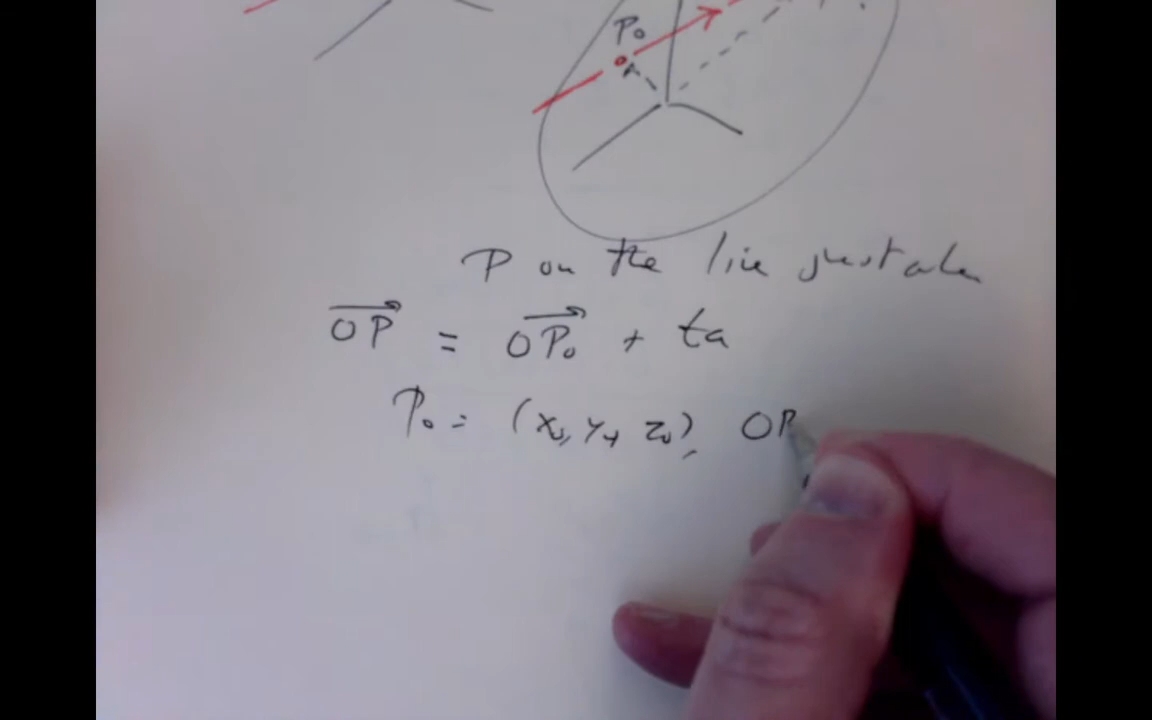 P₀
P on the line just when
OP = OP₀ + ta
P₀ = (x₀, y₀, z₀), OP